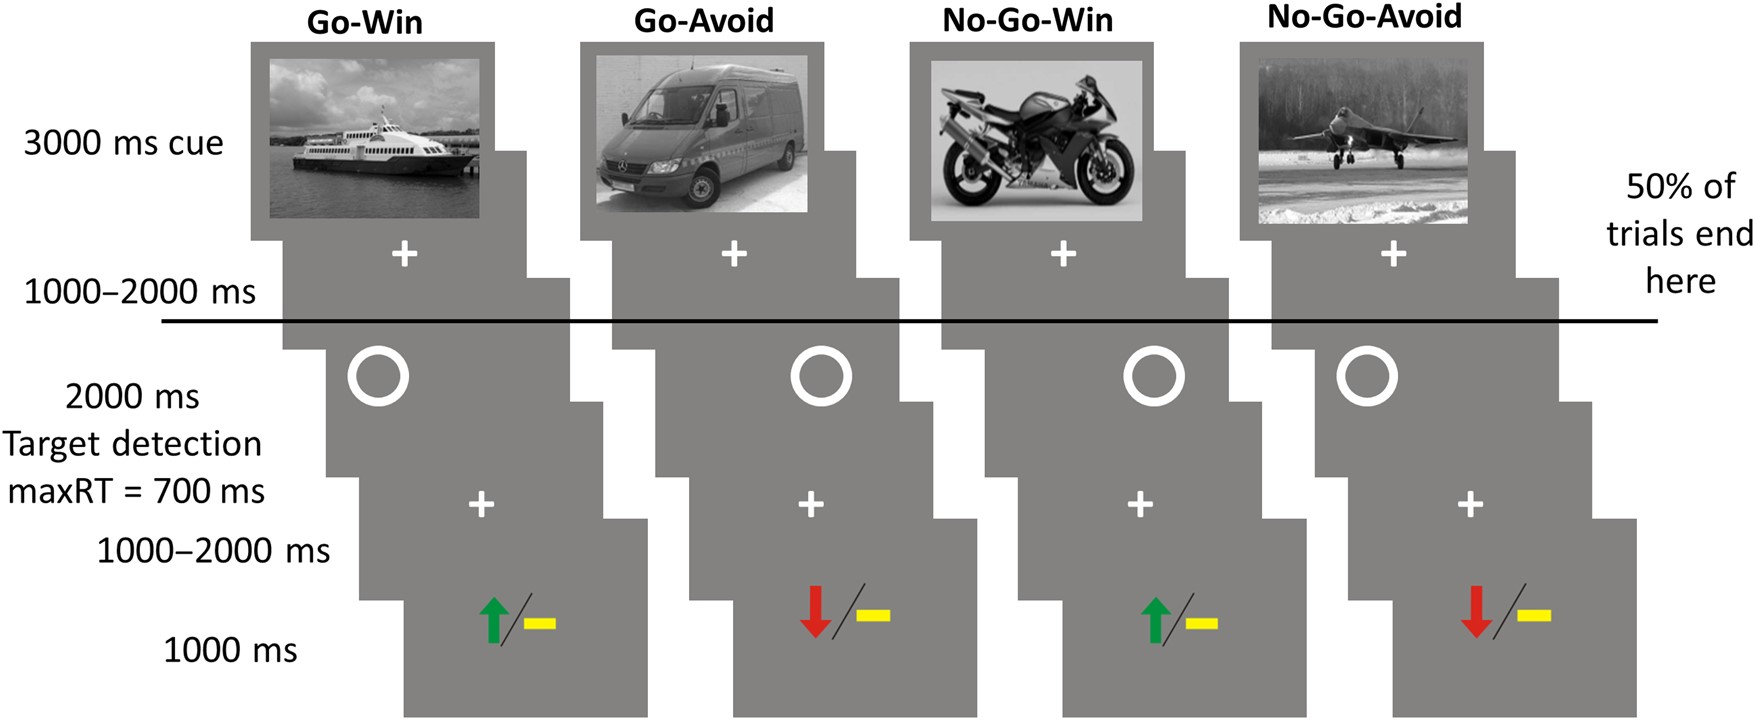 Go-Win
Go-Avoid
No-Go-Win
No-Go-Avoid
3000 ms cue
50% of
trials end
here
1000–2000 ms
2000 ms
Target detection
maxRT = 700 ms
1000–2000 ms
1000 ms